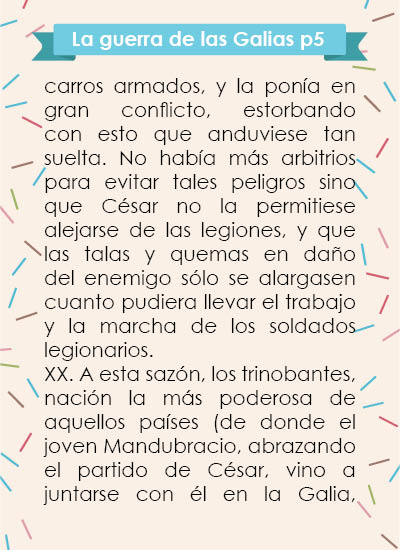 La guerra de las Galias p5
carros armados, y la ponía en
gran conflicto, estorbando
con esto que anduviese tan
suelta. No había más arbitrios
para evitar tales peligros sino
que César no la permitiese
alejarse de las legiones, y que
las talas y quemas en daño
del enemigo sólo se alargasen
cuanto pudiera llevar el trabajo
y la marcha de los soldados
legionarios.
XX. A esta sazón, los trinobantes,
nación la más poderosa de
aquellos países (de donde el
joven Mandubracio, abrazando
el partido de César, vino a
juntarse con él en la Galia,